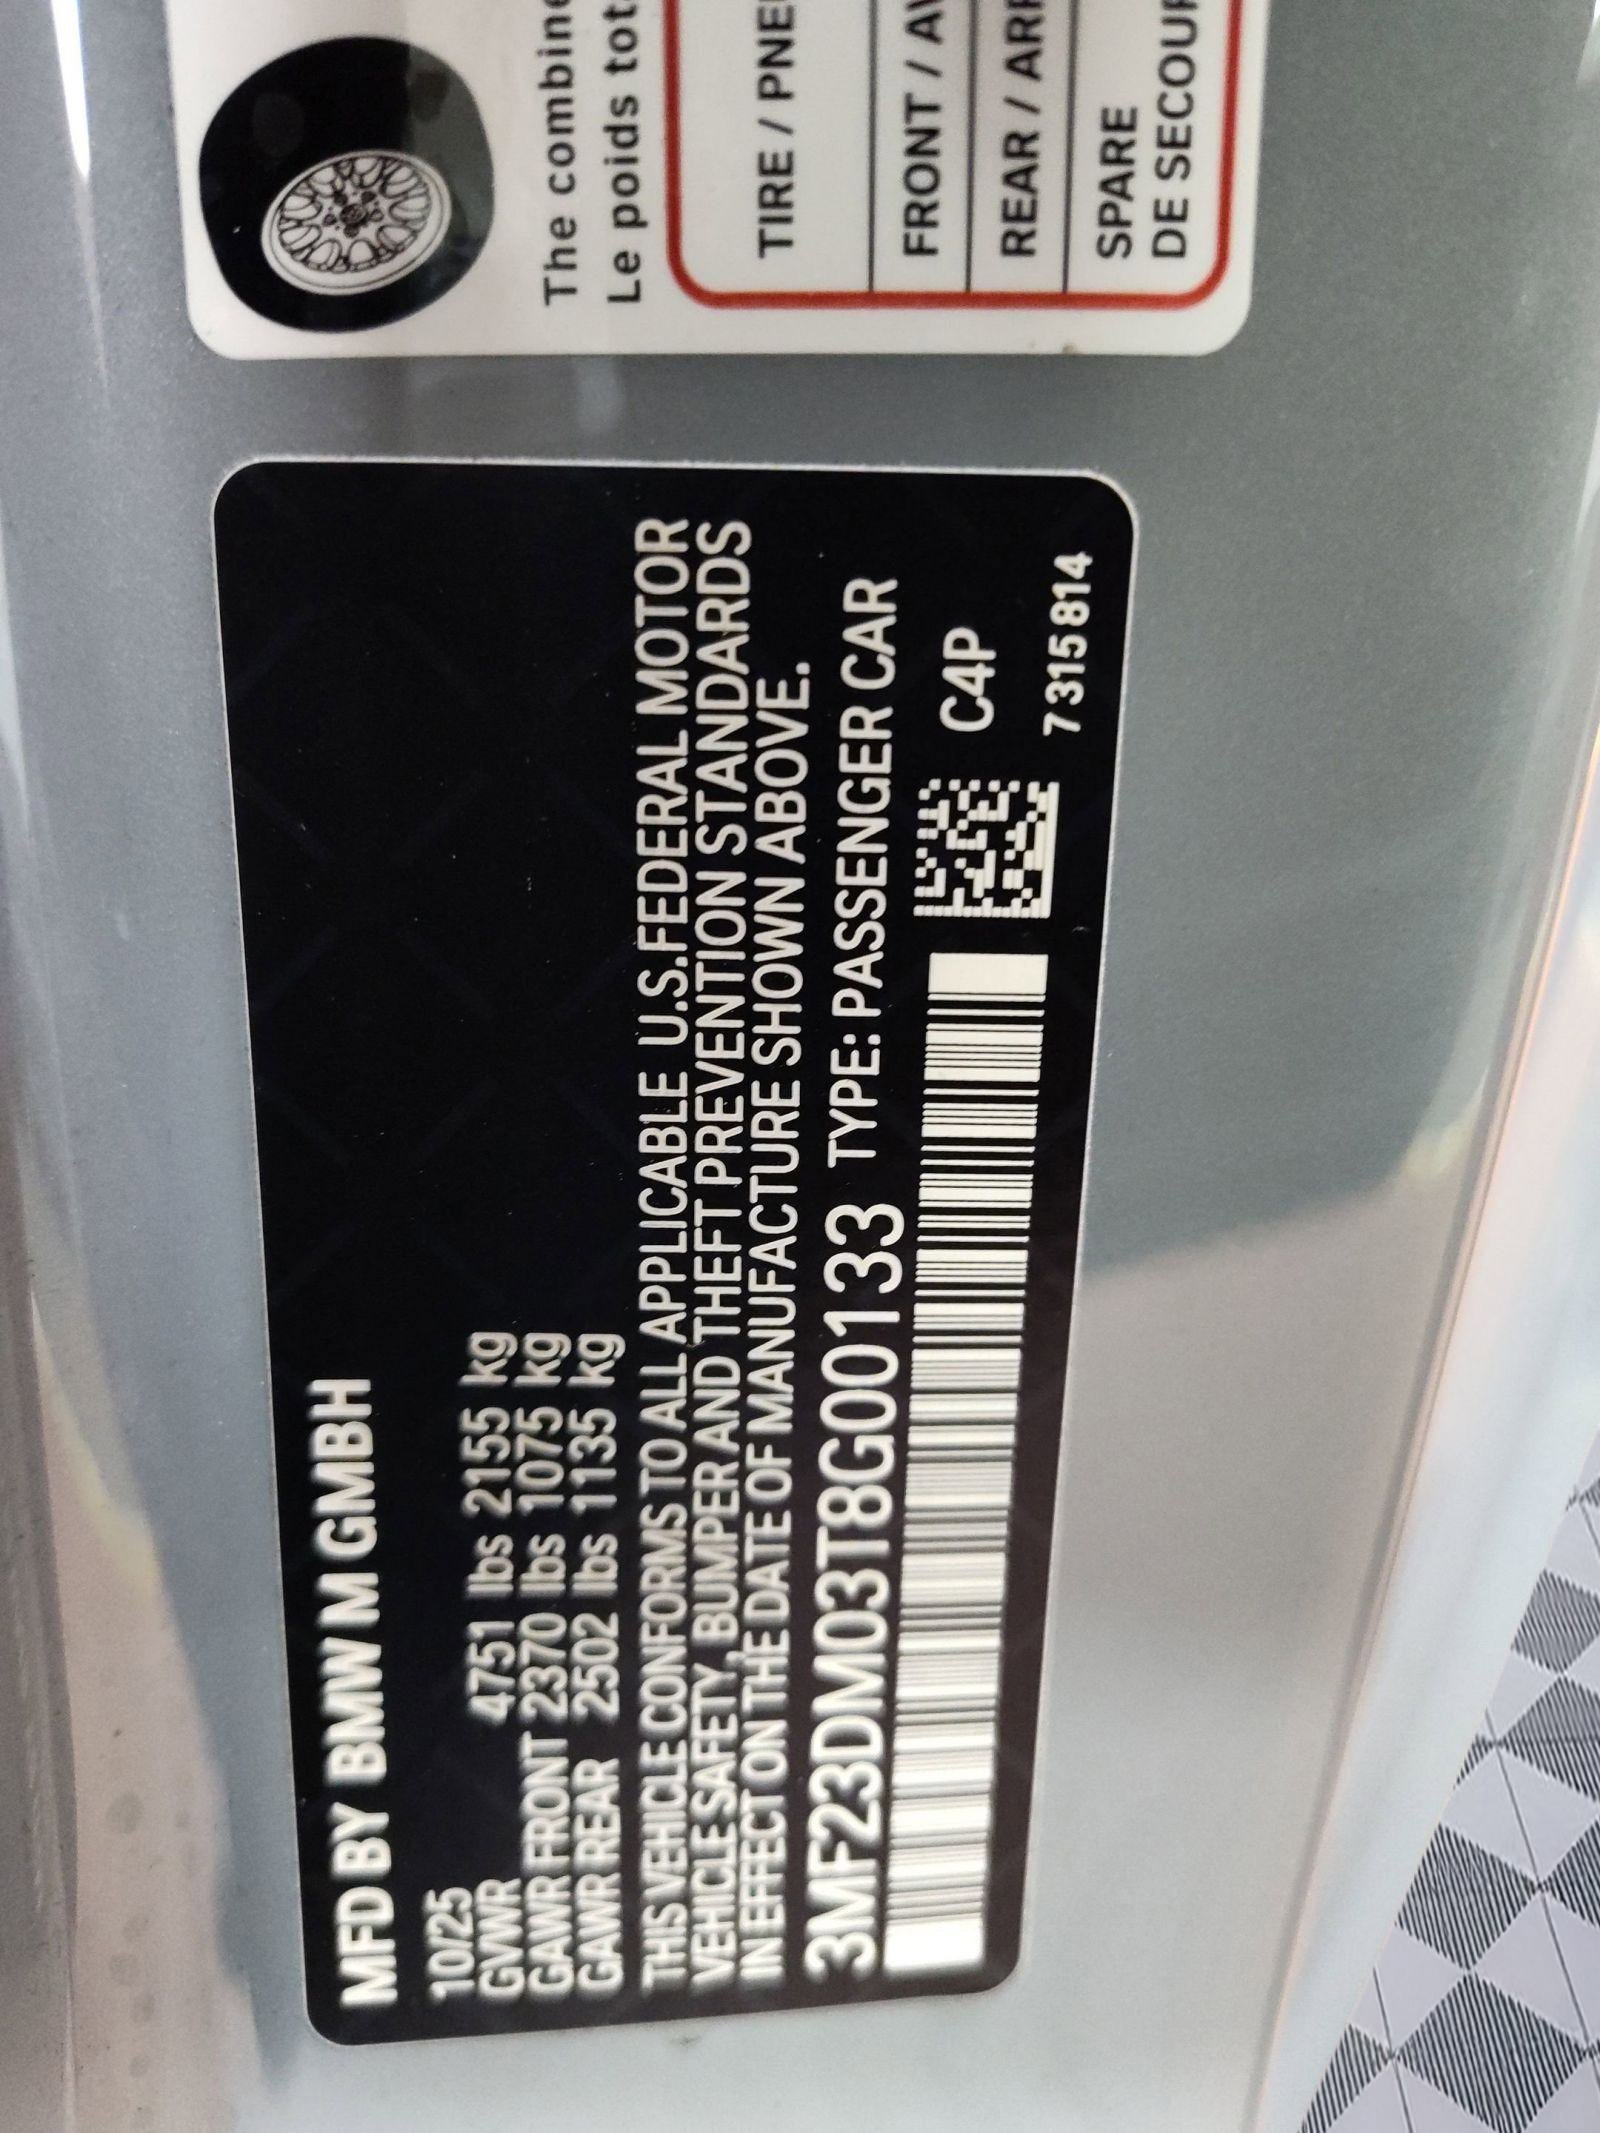 MFD BY BMW M GMBH
10/25
GVWR 4751 lbs 2155 kg
GAWR FRONT 2370 lbs 1075 kg
GAWR REAR 2502 lbs 1135 kg
THIS VEHICLE CONFORMS TO ALL APPLICABLE U.S.FEDERAL MOTOR
VEHICLE SAFETY, BUMPER AND THEFT PREVENTION STANDARDS
IN EFFECT ON THE DATE OF MANUFACTURE SHOWN ABOVE.
3MF23DM03T8G00133 TYPE: PASSENGER CAR
C4P
7315814
The combine
Le poids tot
TIRE / PNE
FRONT / AV
REAR / ARR
SPARE
DE SECOUR